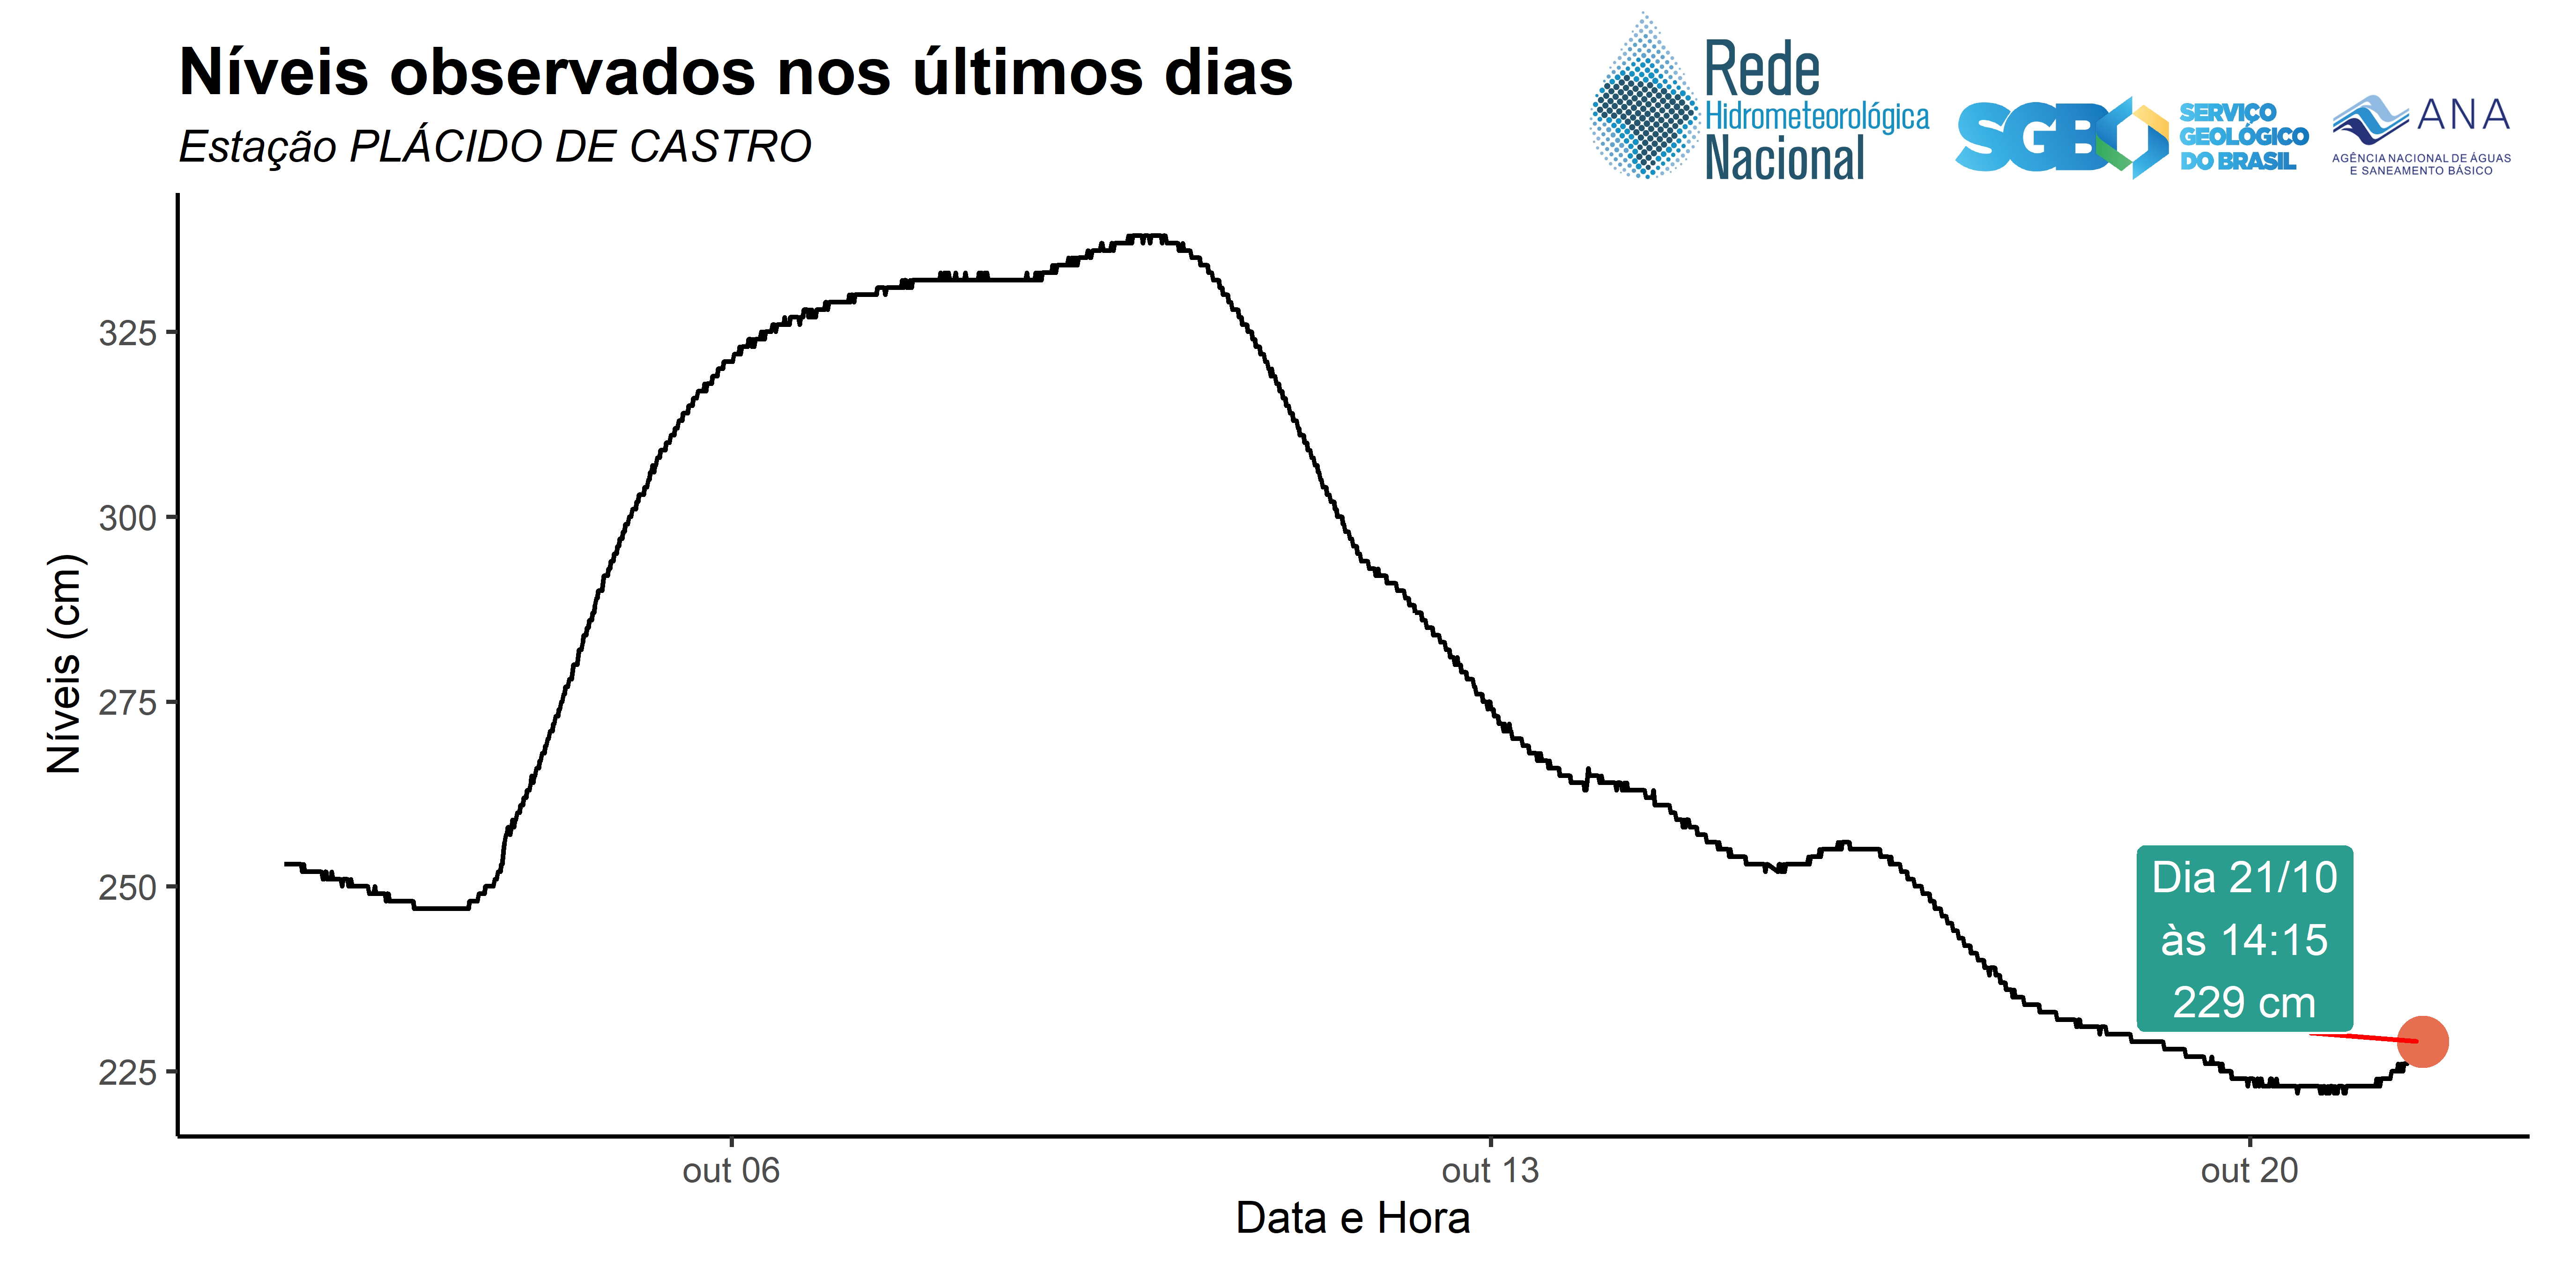 Níveis observados nos últimos dias
Estação PLÁCIDO DE CASTRO
Rede
Hidrometeorológica
Nacional
SGB
SERVIÇO
GEOLÓGICO
DO BRASIL
ANA
AGÊNCIA NACIONAL DE ÁGUAS
E SANEAMENTO BÁSICO
Níveis (cm)
325
300
275
250
225
Dia 21/10
às 14:15
229 cm
out 06
out 13
out 20
Data e Hora